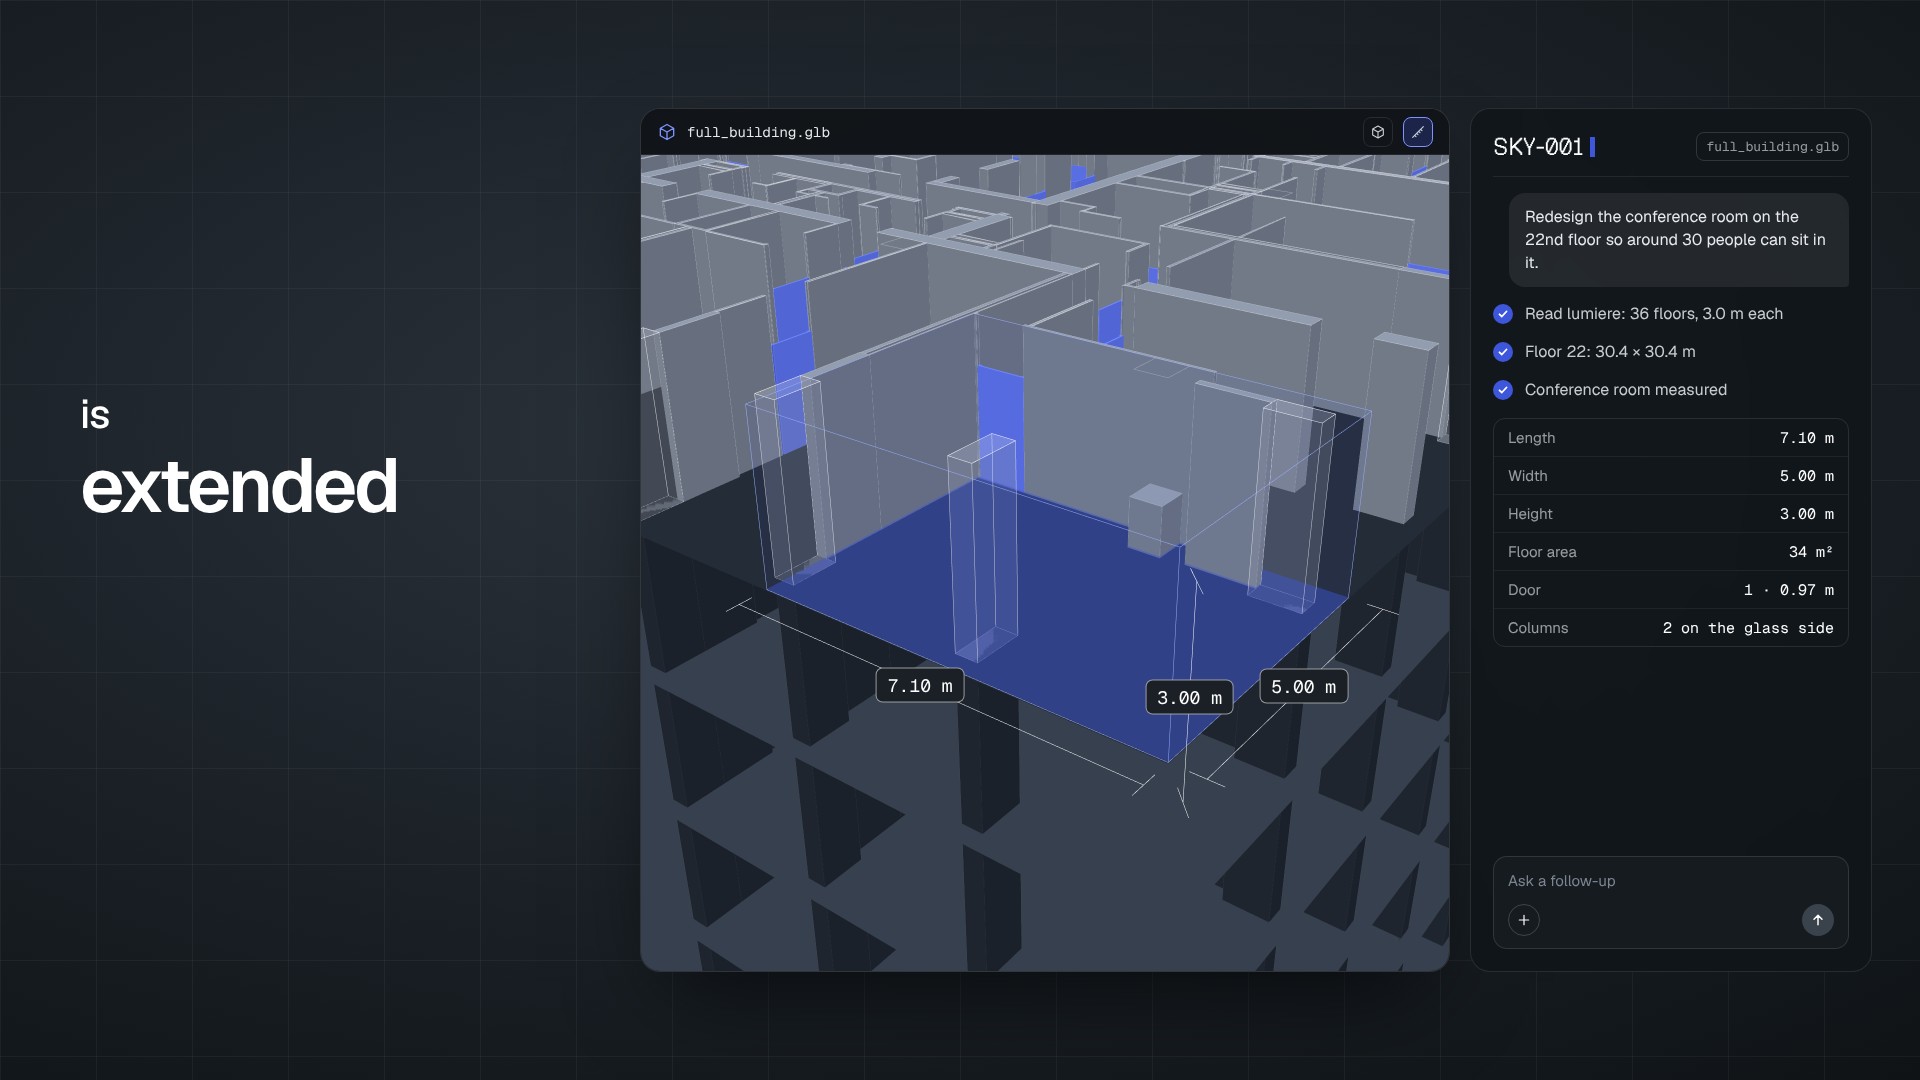 is
extended
full_building.glb
7.10 m
3.00 m
5.00 m
SKY-001
full_building.glb
Redesign the conference room on the
22nd floor so around 30 people can sit in
it.
Read lumiere: 36 floors, 3.0 m each
Floor 22: 30.4 × 30.4 m
Conference room measured
Length 7.10 m
Width 5.00 m
Height 3.00 m
Floor area 34 m²
Door 1 · 0.97 m
Columns 2 on the glass side
Ask a follow-up